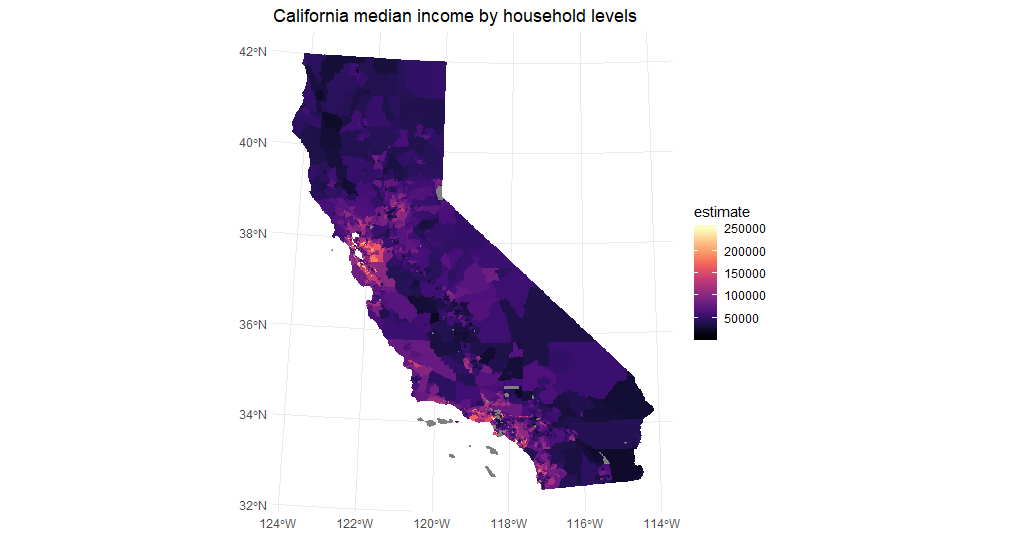 California median income by household levels
42°N
40°N
38°N
36°N
34°N
32°N
124°W
122°W
120°W
118°W
116°W
114°W
estimate
250000
200000
150000
100000
50000